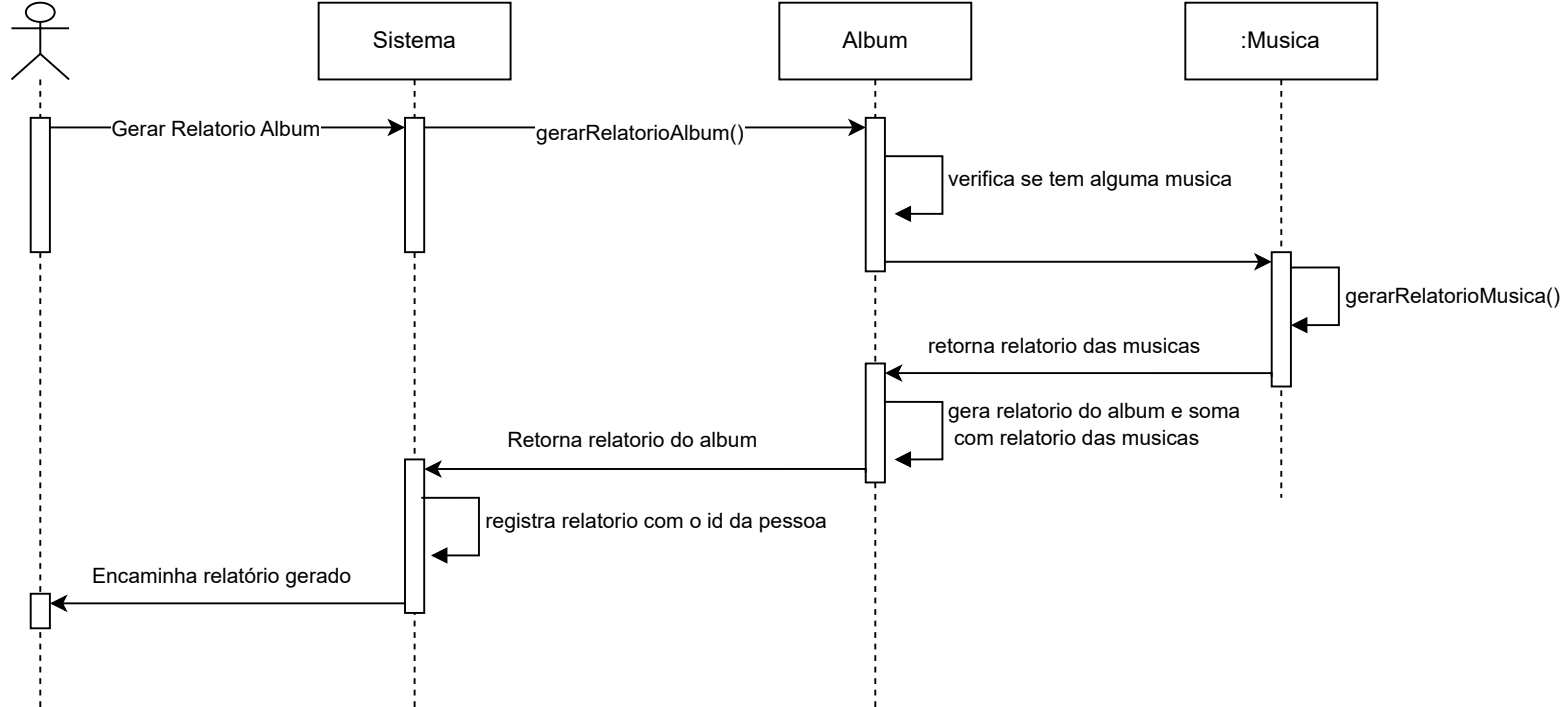 Sistema
Album
:Musica
Gerar Relatorio Album
gerarRelatorioAlbum()
verifica se tem alguma musica
gerarRelatorioMusica()
retorna relatorio das musicas
gera relatorio do album e soma
com relatorio das musicas
Retorna relatorio do album
registra relatorio com o id da pessoa
Encaminha relatório gerado